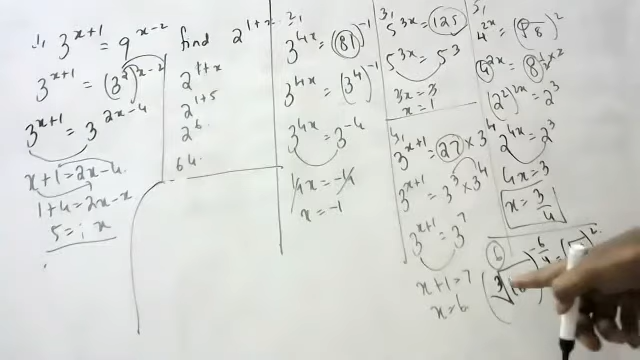 1, 3^{x+1} = 9^{x-2} find 2^{1+x}
3^{x+1} = (3^2)^{x-2}
3^{x+1} = 3^{2x-4}
x+1 = 2x-4
1+4 = 2x-x
5 = x
2^{1+x}
2^{1+5}
2^6
64
2, 3^{4x} = (81)^{-1}
3^{4x} = (3^4)^{-1}
3^{4x} = 3^{-4}
4x = -4
x = -1
3, 5^{3x} = 125
5^{3x} = 5^3
3x = 3
x = 1
3^{x+1} = 27 × 3^4
3^{x+1} = 3^3 × 3^4
3^{x+1} = 3^7
x+1 = 7
x = 6
5, 4^{2x} = (√8)^2
4^{2x} = 8^{1/2 × 2}
(2^2)^{2x} = 2^3
2^{4x} = 2^3
4x = 3
x = 3/4
6